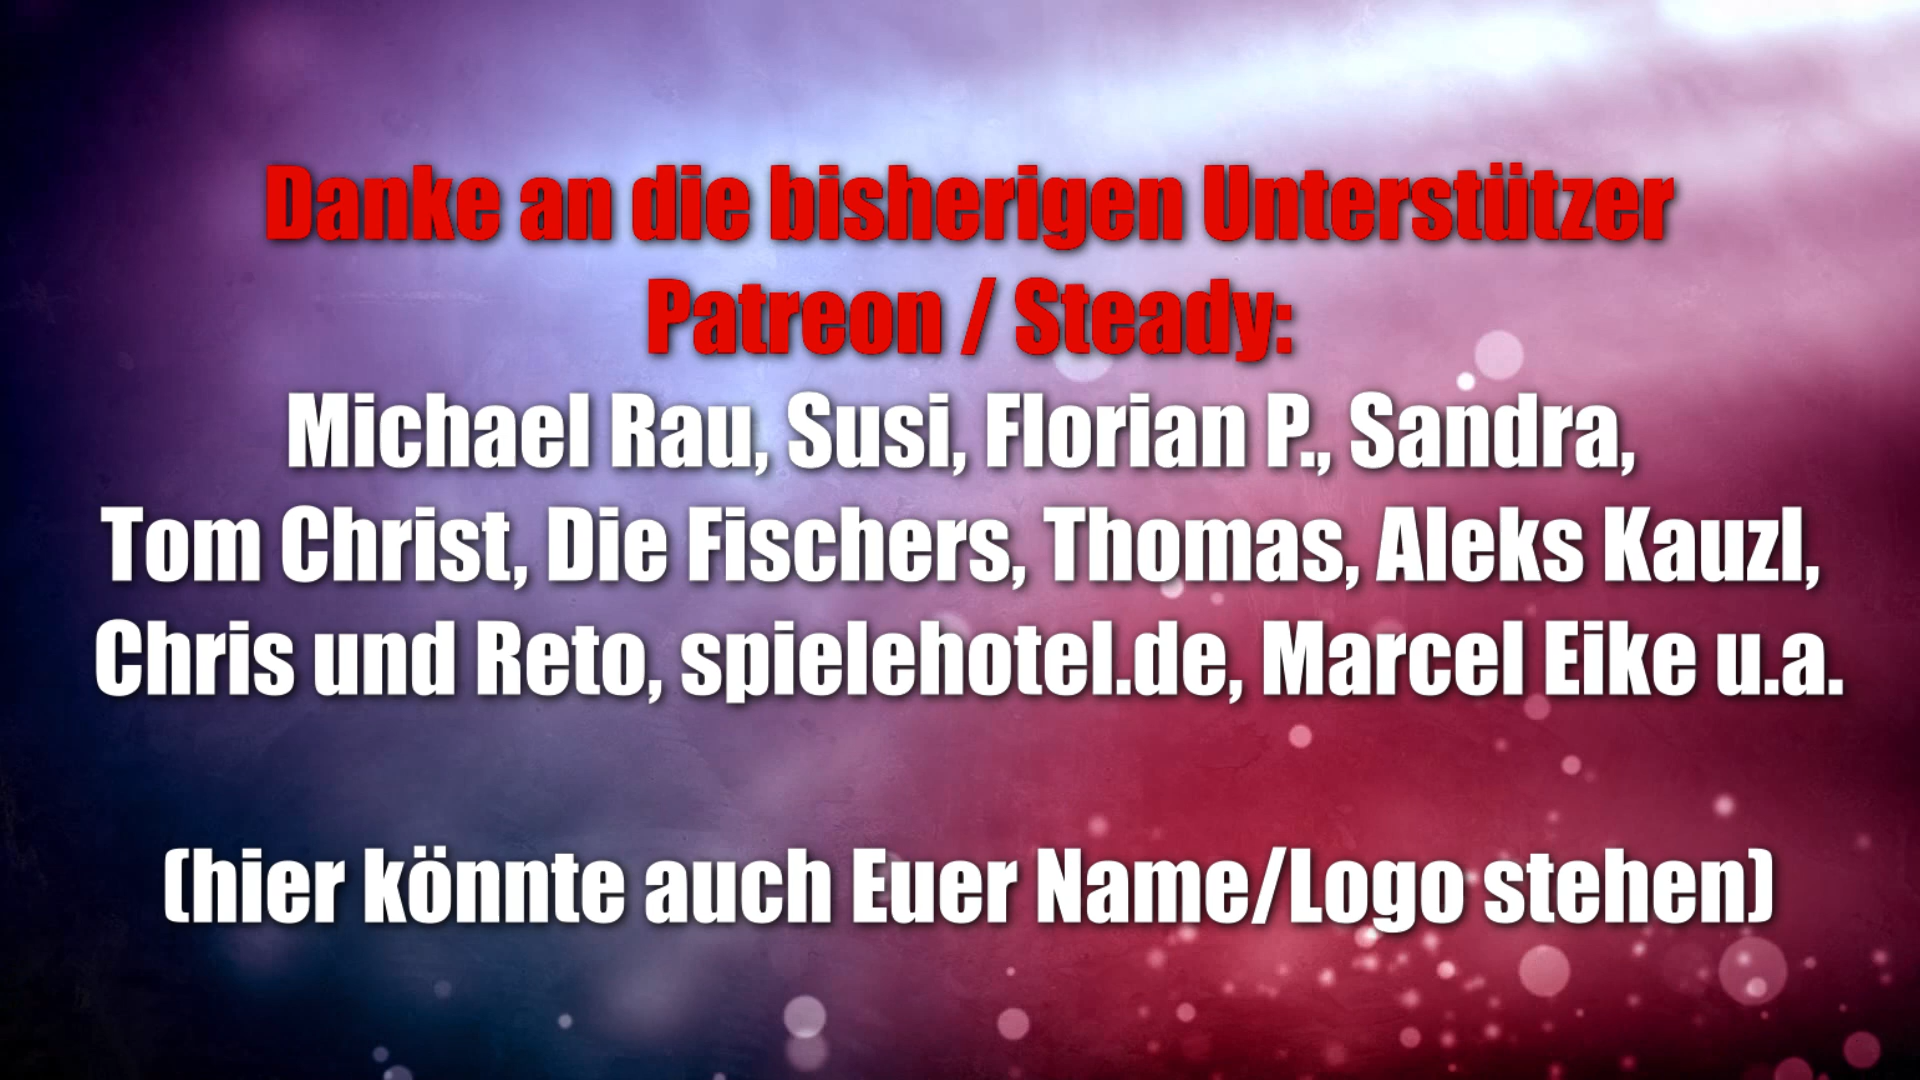 Danke an die bisherigen Unterstützer
Patreon / Steady:
Michael Rau, Susi, Florian P., Sandra,
Tom Christ, Die Fischers, Thomas, Aleks Kauzl,
Chris und Reto, spielehotel.de, Marcel Eike u.a.
(hier könnte auch Euer Name/Logo stehen)